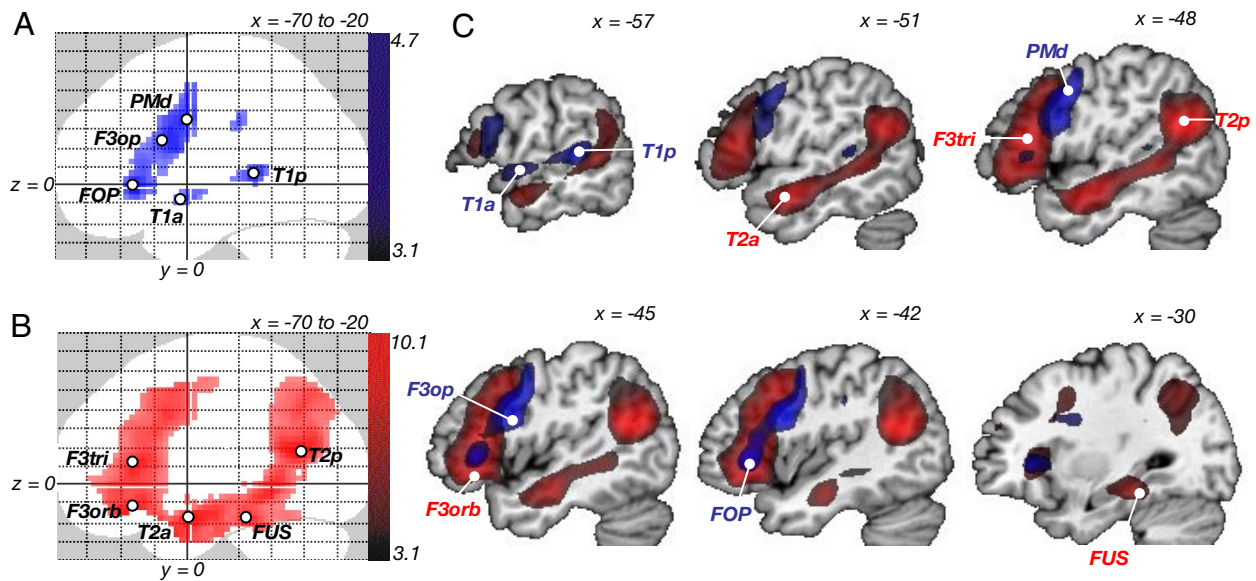 A
x = -70 to -20
4.7
PMd
F3op
z = 0
FOP
T1a
T1p
3.1
y = 0
B
x = -70 to -20
10.1
F3tri
T2p
z = 0
F3orb
T2a
FUS
3.1
y = 0
C
x = -57
x = -51
x = -48
T1p
T1a
T2a
PMd
F3tri
T2p
x = -45
x = -42
x = -30
F3op
F3orb
FOP
FUS